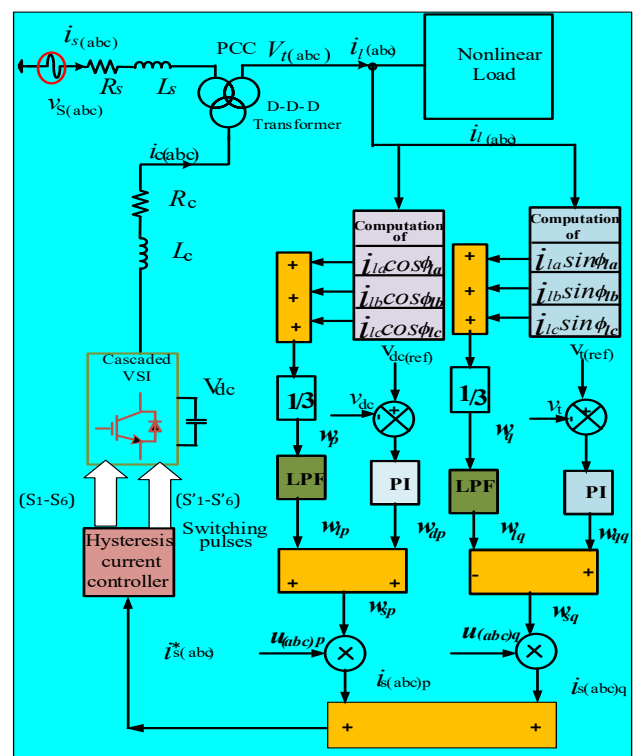 i_s(abc)
PCC
V_t(abc)
i_l(abc)
Nonlinear
Load
R_s
L_s
v_S(abc)
D-D-D
Transformer
i_l(abc)
i_c(abc)
R_c
L_c
Computation
of
i_la cosϕ_la
i_lb cosϕ_lb
i_lc cosϕ_lc
+
+
+
Computation
of
i_la sinϕ_la
i_lb sinϕ_lb
i_lc sinϕ_lc
+
+
+
Cascaded
VSI
V_dc
1/3
v_dc(ref)
v_dc
+
-
w_p
1/3
v_t(ref)
v_t
+
-
w_q
LPF
PI
LPF
PI
(S1-S6)
(S'1-S'6)
Switching
pulses
w_lp
w_dp
w_lq
w_qq
Hysteresis
current
controller
+
+
-
+
w_sp
w_sq
i*_s(abc)
u_(abc)p
×
u_(abc)q
×
i_s(abc)p
i_s(abc)q
+
+